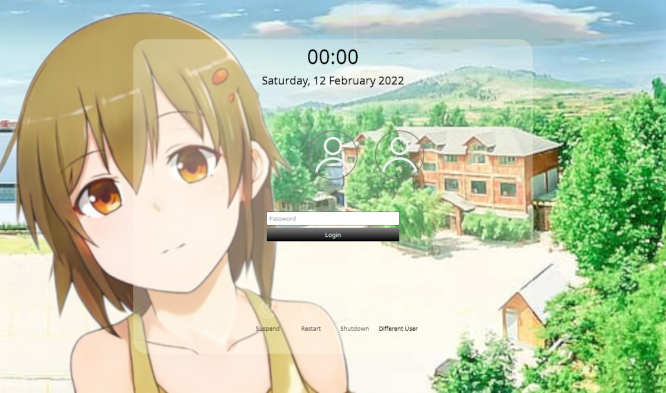 00:00
Saturday, 12 February 2022
Password
Login
Suspend Restart Shutdown Different User